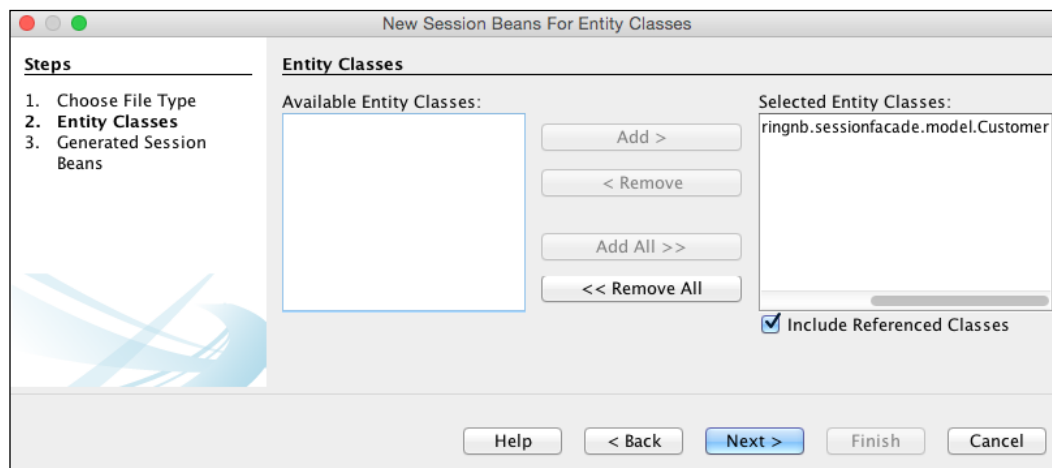 New Session Beans For Entity Classes
Steps
1. Choose File Type
2. Entity Classes
3. Generated Session
Beans
Entity Classes
Available Entity Classes:
Add >
< Remove
Add All >>
<< Remove All
Selected Entity Classes:
ringnb.sessionfacade.model.Customer
Include Referenced Classes
Help
< Back
Next >
Finish
Cancel